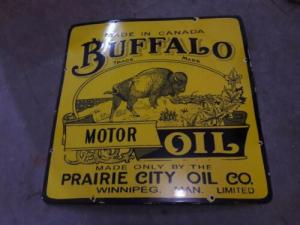 MADE IN CANADA
BUFFALO
TRADE MARK
MOTOR OIL
MADE ONLY BY THE
PRAIRIE CITY OIL CO.
WINNIPEG, MAN. LIMITED